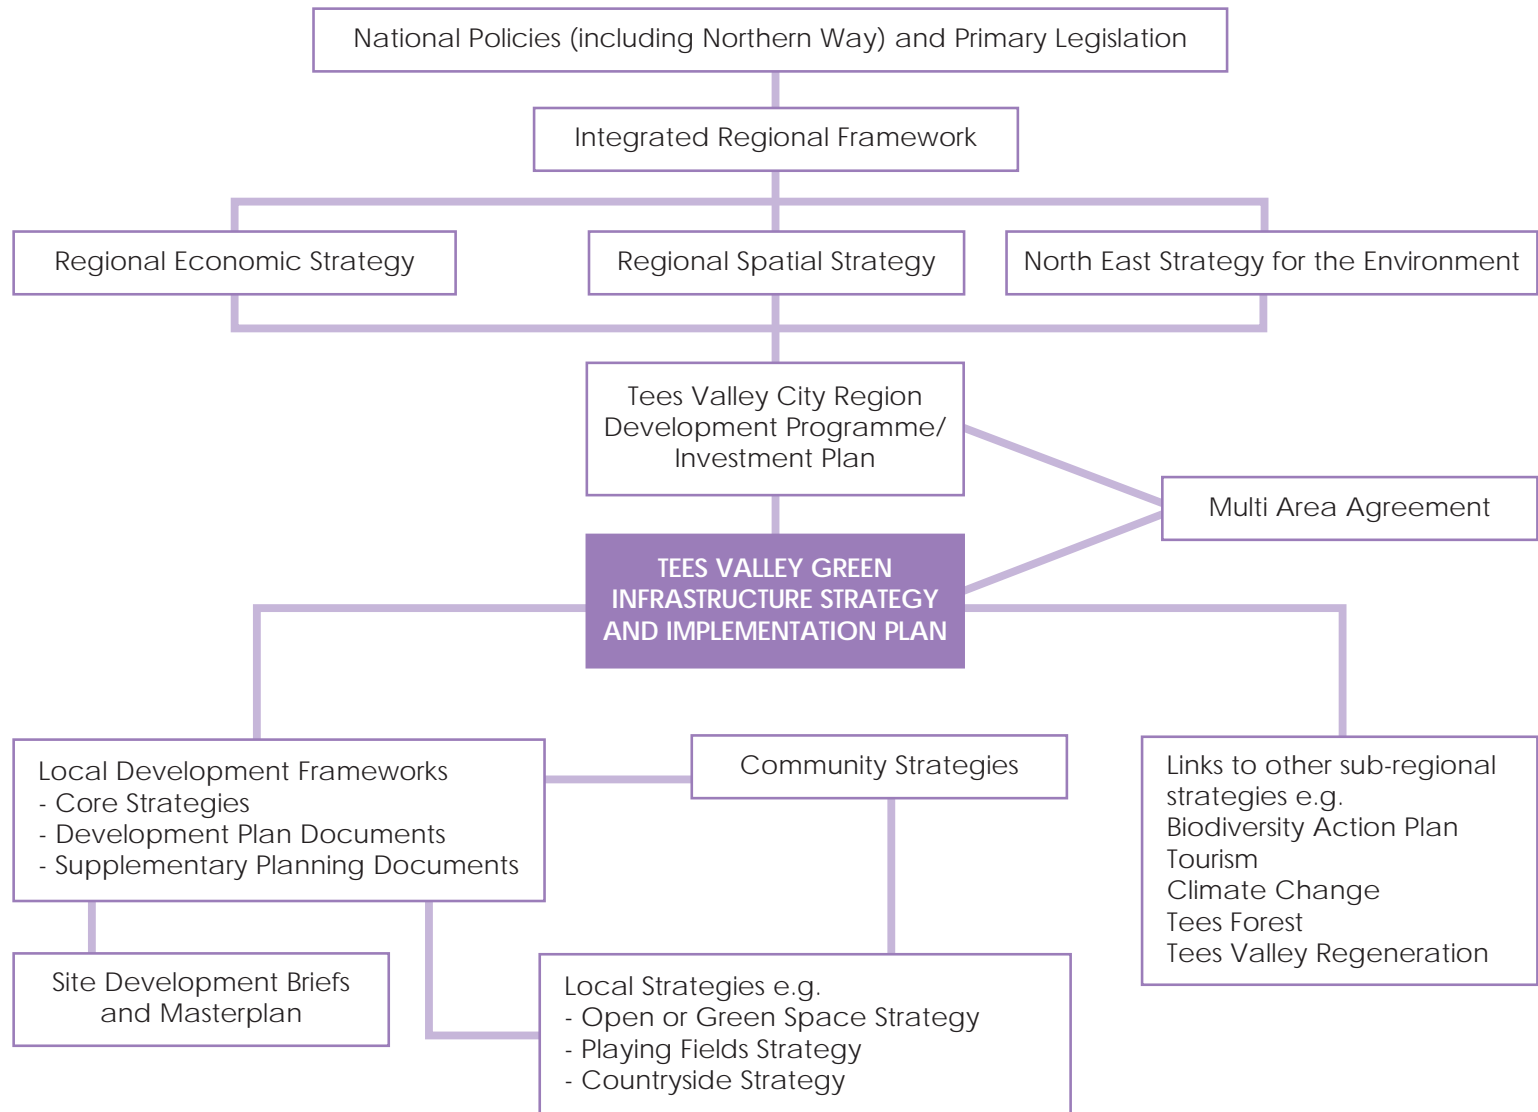 National Policies (including Northern Way) and Primary Legislation
Integrated Regional Framework
Regional Economic Strategy
Regional Spatial Strategy
North East Strategy for the Environment
Tees Valley City Region
Development Programme/
Investment Plan
Multi Area Agreement
TEES VALLEY GREEN
INFRASTRUCTURE STRATEGY
AND IMPLEMENTATION PLAN
Local Development Frameworks
- Core Strategies
- Development Plan Documents
- Supplementary Planning Documents
Community Strategies
Links to other sub-regional
strategies e.g.
Biodiversity Action Plan
Tourism
Climate Change
Tees Forest
Tees Valley Regeneration
Site Development Briefs
and Masterplan
Local Strategies e.g.
- Open or Green Space Strategy
- Playing Fields Strategy
- Countryside Strategy